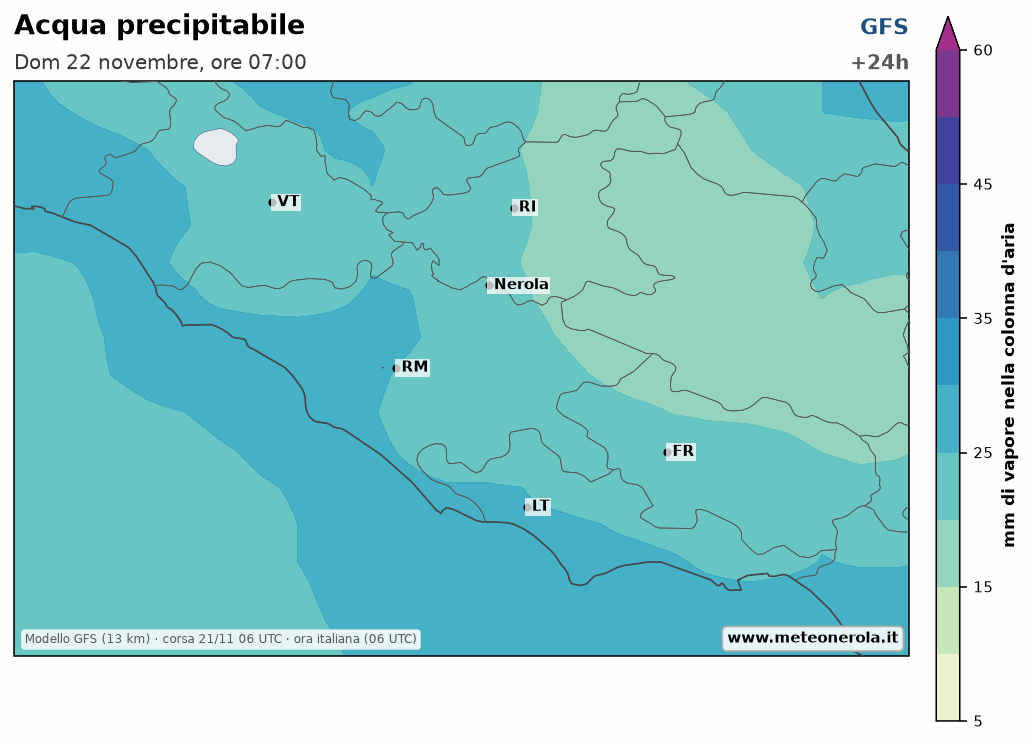 Acqua precipitabile
GFS
Dom 22 novembre, ore 07:00
+24h
60
45
35
25
15
5
mm di vapore nella colonna d'aria
VT
RI
Nerola
RM
FR
LT
Modello GFS (13 km) · corsa 21/11 06 UTC · ora italiana (06 UTC)
www.meteonerola.it